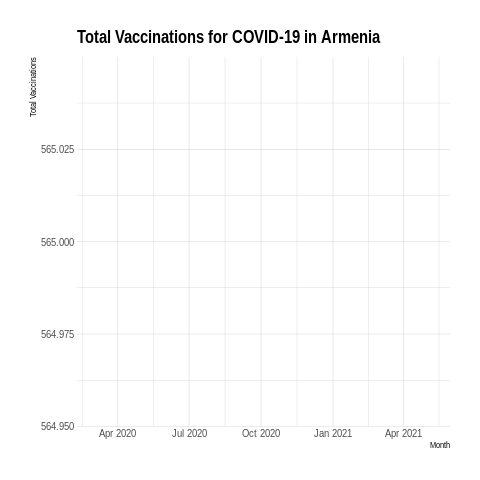 Total Vaccinations for COVID-19 in Armenia
Total Vaccinations
565.025
565.000
564.975
564.950
Apr 2020 Jul 2020 Oct 2020 Jan 2021 Apr 2021
Month